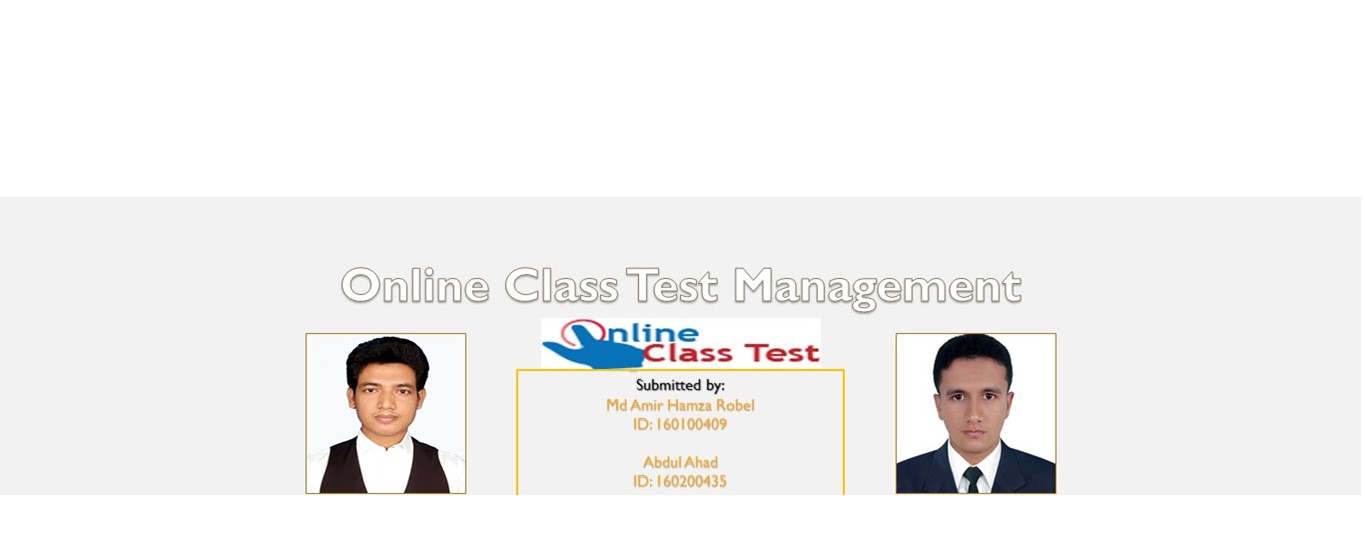 Online Class Test Management
Online
Class Test
Submitted by:
Md Amir Hamza Robel
ID: 160100409
Abdul Ahad
ID: 160200435